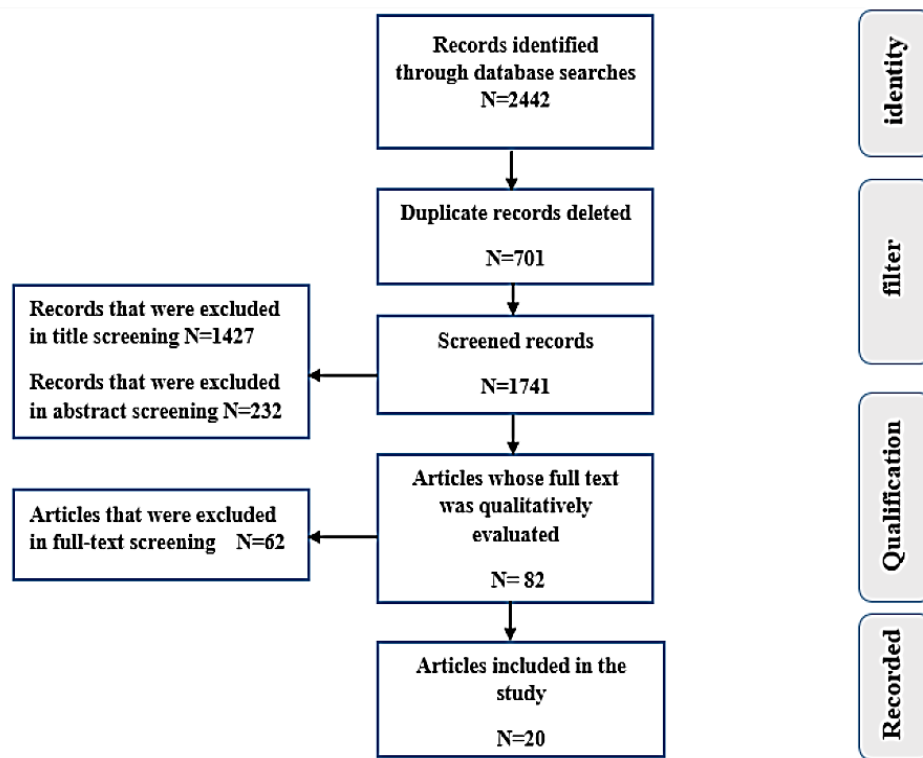 Records identified
through database searches
N=2442
identity
Duplicate records deleted
N=701
filter
Records that were excluded
in title screening N=1427
Records that were excluded
in abstract screening N=232
Screened records
N=1741
Articles whose full text
was qualitatively
evaluated
N= 82
Qualification
Articles that were excluded
in full-text screening N=62
Articles included in the
study
N=20
Recorded